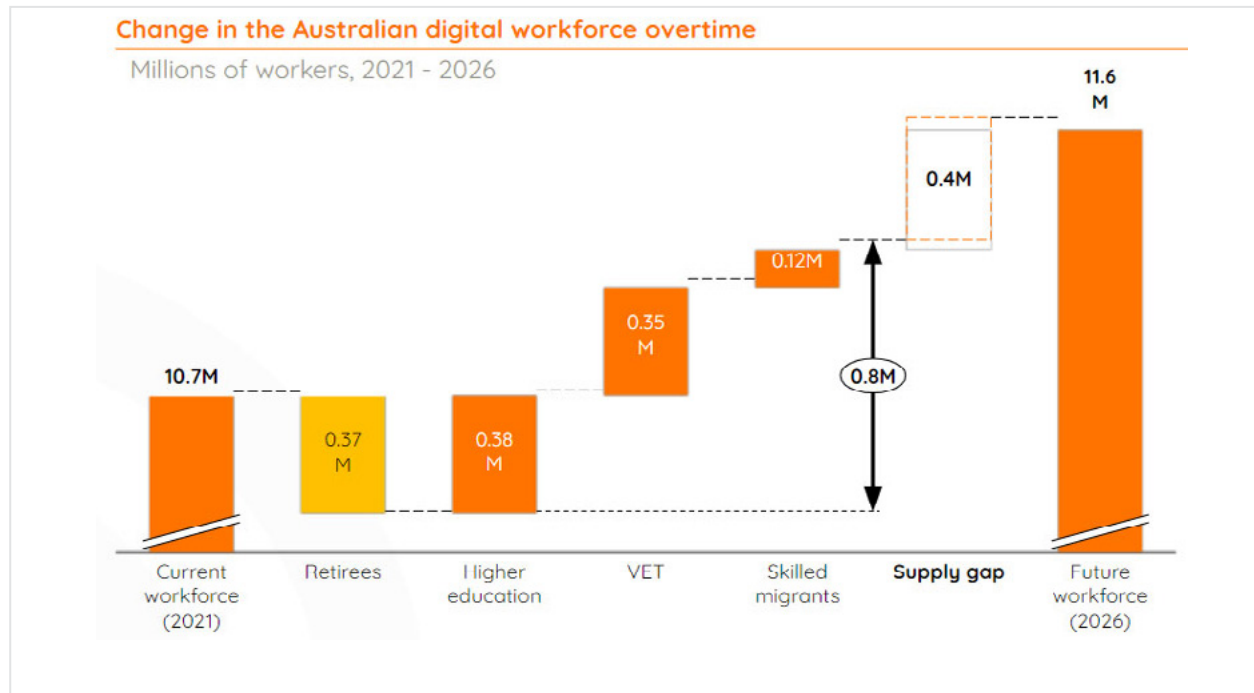 Change in the Australian digital workforce overtime
Millions of workers, 2021 - 2026
11.6
M
0.4M
0.12M
0.35
M
0.8M
10.7M
0.37
M
0.38
M
Current
workforce
(2021)
Retirees
Higher
education
VET
Skilled
migrants
Supply gap
Future
workforce
(2026)